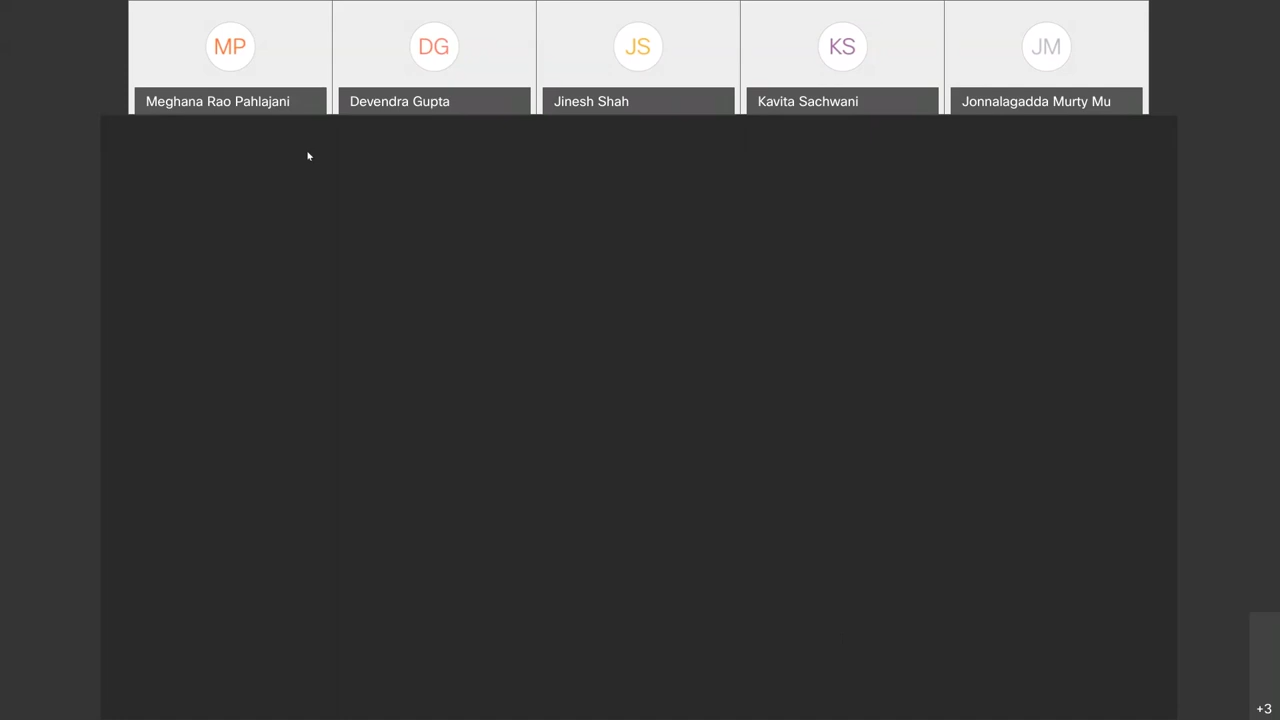 MP
DG
JS
KS
JM
Meghana Rao Pahlajani
Devendra Gupta
Jinesh Shah
Kavita Sachwani
Jonnalagadda Murty Mu
+3